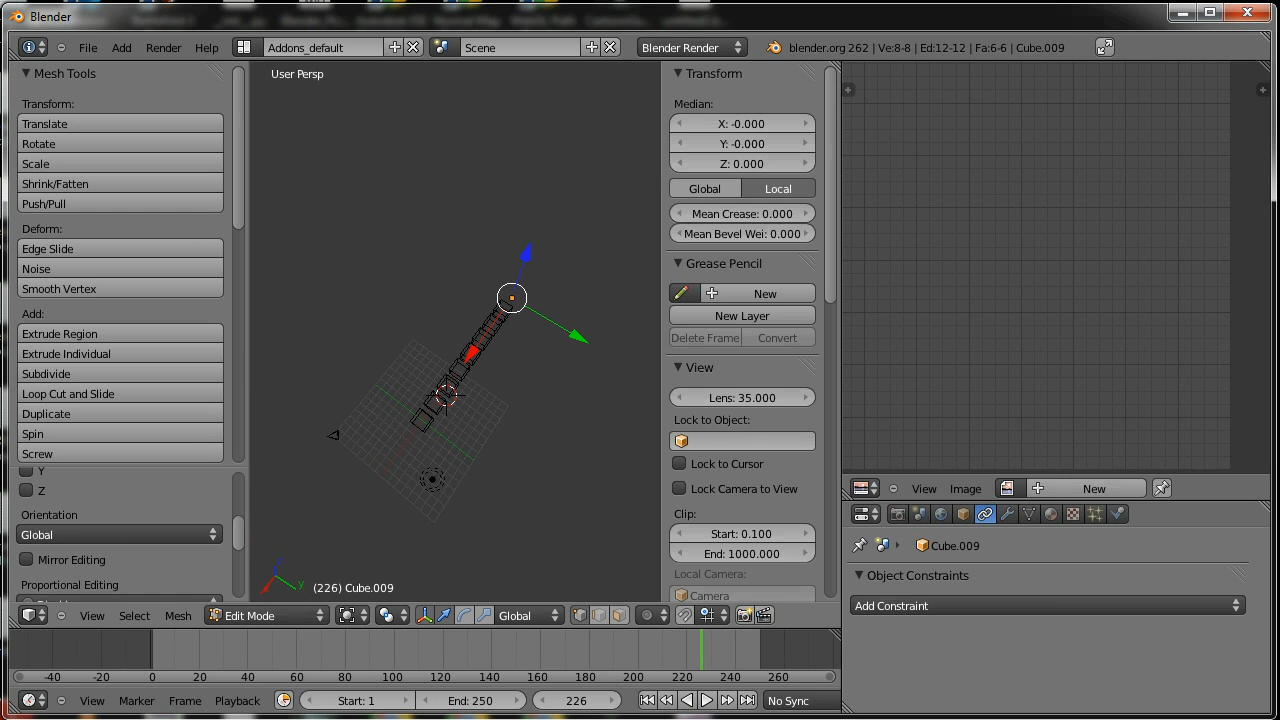 Blender
File Add Render Help Addons_default Scene Blender Render blender.org 262 | Ve:8-8 | Ed:12-12 | Fa:6-6 | Cube.009
Mesh Tools
Transform:
Translate
Rotate
Scale
Shrink/Fatten
Push/Pull
Deform:
Edge Slide
Noise
Smooth Vertex
Add:
Extrude Region
Extrude Individual
Subdivide
Loop Cut and Slide
Duplicate
Spin
Screw
Y
Z
Orientation
Global
Mirror Editing
Proportional Editing
User Persp
z
y
(226) Cube.009
Transform
Median:
X: -0.000
Y: -0.000
Z: 0.000
Global Local
Mean Crease: 0.000
Mean Bevel Wei: 0.000
Grease Pencil
New
New Layer
Delete Frame Convert
View
Lens: 35.000
Lock to Object:
Lock to Cursor
Lock Camera to View
Clip:
Start: 0.100
End: 1000.000
Local Camera:
Camera
View Select Mesh Edit Mode Global
-40 -20 0 20 40 60 80 100 120 140 160 180 200 220 240 260
View Marker Frame Playback Start: 1 End: 250 226 No Sync
View Image New
Cube.009
Object Constraints
Add Constraint